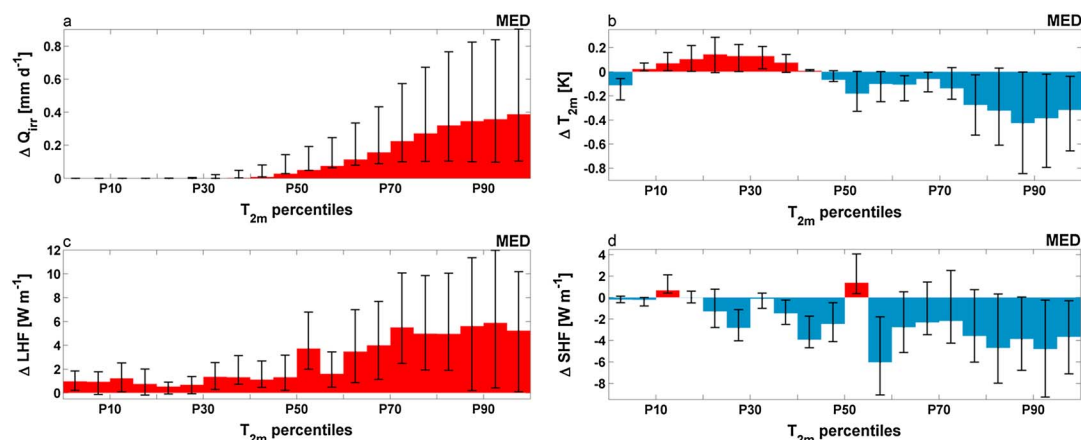 a MED
Δ Q_irr [mm d⁻¹]
0.8
0.6
0.4
0.2
0
P10 P30 P50 P70 P90
T_2m percentiles
b MED
Δ T_2m [K]
0.2
0
-0.2
-0.4
-0.6
-0.8
P10 P30 P50 P70 P90
T_2m percentiles
c MED
Δ LHF [W m⁻¹]
12
10
8
6
4
2
0
P10 P30 P50 P70 P90
T_2m percentiles
d MED
Δ SHF [W m⁻¹]
4
2
0
-2
-4
-6
-8
P10 P30 P50 P70 P90
T_2m percentiles